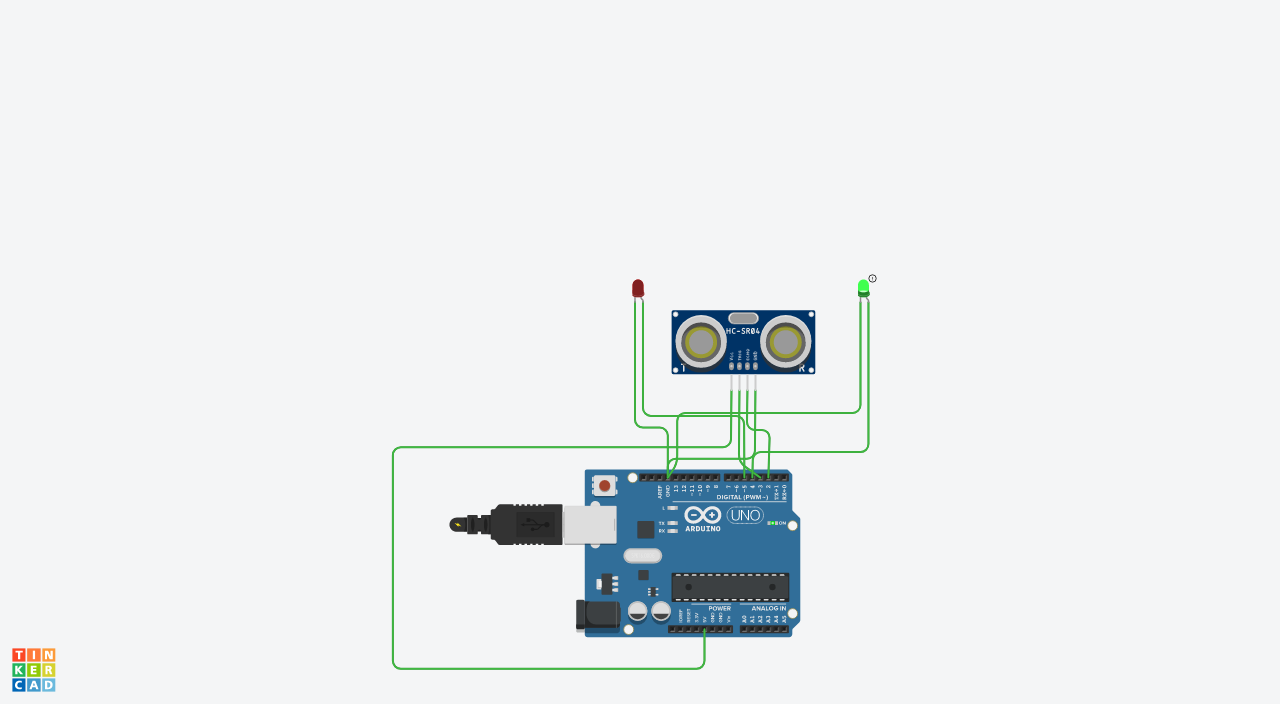 HC-SR04
VCC
TRIG
ECHO
GND
T
R
AREF
GND
13
12
~11
~10
~9
8
7
~6
~5
4
~3
2
TX→1
RX←0
DIGITAL (PWM~)
L
TX
RX
UNO
ON
ARDUINO
POWER
ANALOG IN
IOREF
RESET
3.3V
5V
GND
GND
Vin
A0
A1
A2
A3
A4
A5
TIN
KER
CAD